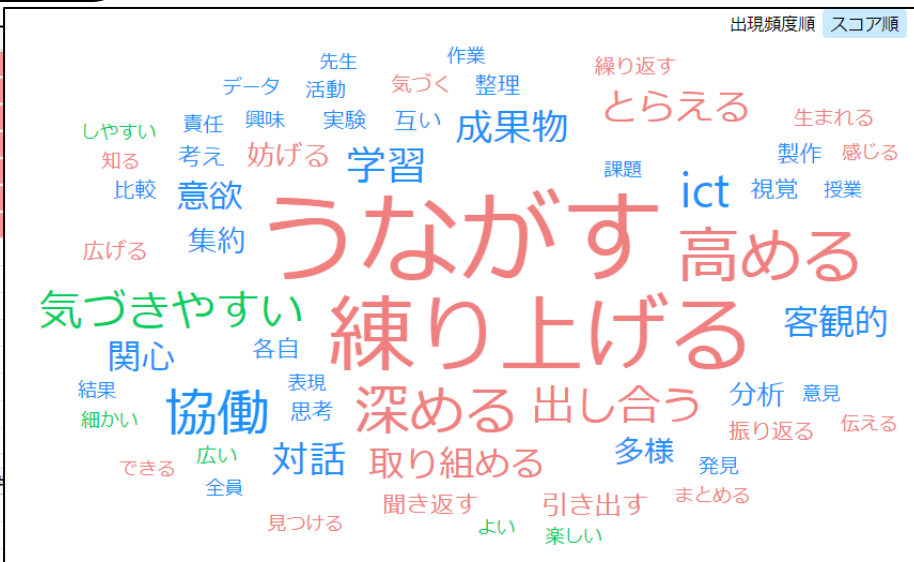 出現頻度順 スコア順
先生 作業 繰り返す
データ 活動 気づく 整理 とらえる
しやすい 責任 興味 実験 互い 成果物 生まれる
知る 考え 妨げる 学習 課題 製作 感じる
比較 意欲 ict 視覚 授業
広げる 集約 うながす 高める
気づきやすい 練り上げる 客観的
関心 各自
結果 協働 表現 深める 出し合う 分析 意見
細かい 思考 振り返る 伝える
できる 広い 対話 取り組める 多様 発見
全員 聞き返す 引き出す まとめる
見つける よい 楽しい